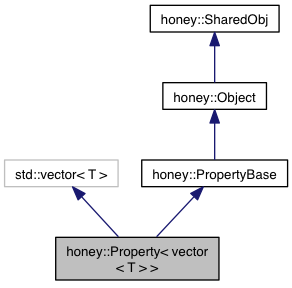 honey::SharedObj
honey::Object
std::vector< T >
honey::PropertyBase
honey::Property< vector
< T > >